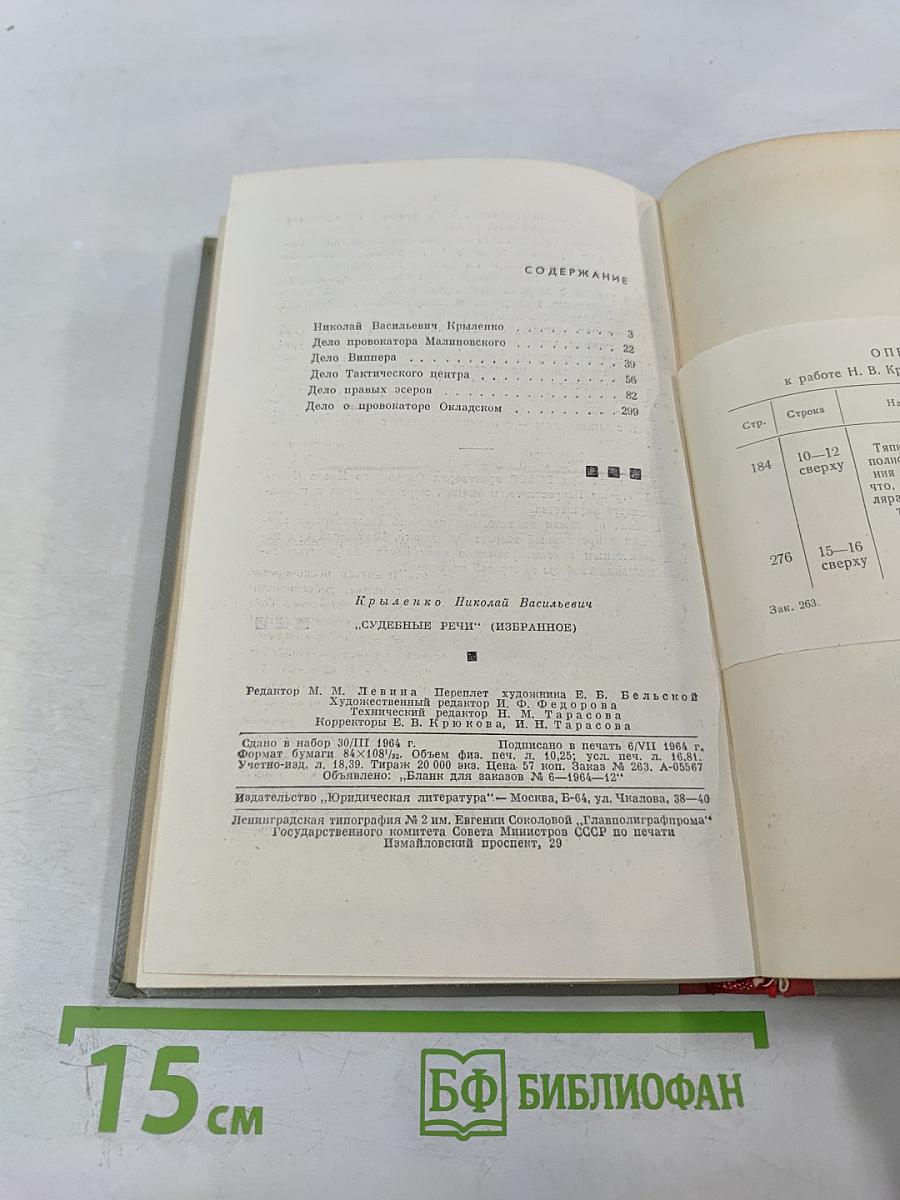 СОДЕРЖАНИЕ
Николай Васильевич Крыленко . . . . . . . . . 3
Дело провокатора Малиновского . . . . . . . . . 22
Дело Виппера . . . . . . . . . . . . . . . . . 39
Дело Тактического центра . . . . . . . . . . . . 56
Дело правых эсеров . . . . . . . . . . . . . . . 82
Дело о провокаторе Окладском . . . . . . . . . 299
Крыленко Николай Васильевич
„СУДЕБНЫЕ РЕЧИ“ (ИЗБРАННОЕ)
Редактор М. М. Левина Переплет художника Е. Б. Бельской
Художественный редактор И. Ф. Федорова
Технический редактор Н. М. Тарасова
Корректоры Е. В. Крюкова, И. Н. Тарасова
Сдано в набор 30/III 1964 г. Подписано в печать 6/VII 1964 г.
Формат бумаги 84×108¹/₃₂. Объем физ. печ. л. 10,25; усл. печ. л. 16,81.
Учетно-изд. л. 18,39. Тираж 20 000 экз. Цена 57 коп. Заказ № 263. А-05567
Объявлено: „Бланк для заказов № 6—1964—12“
Издательство „Юридическая литература“ — Москва, Б-64, ул. Чкалова, 38—40
Ленинградская типография № 2 им. Евгении Соколовой „Главполиграфпрома“
Государственного комитета Совета Министров СССР по печати
Измайловский проспект, 29
ОПЕ
к работе Н. В. Кр
Стр. Строка На
184 10—12 сверху
Тяпи
полно
ния
что,
ляра
т
276 15—16 сверху
Зак. 263.
15 см
БФ БИБЛИОФАН